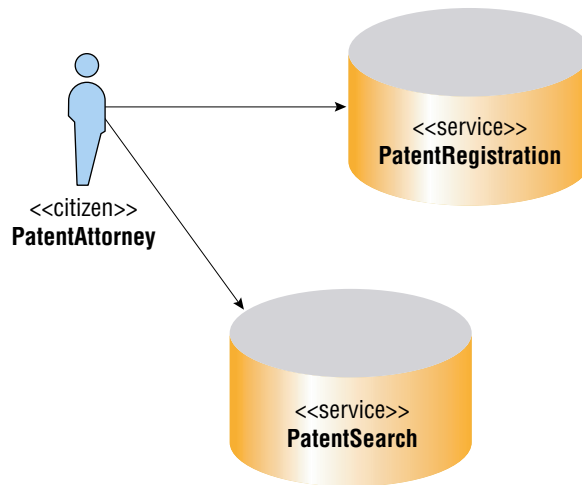 <<service>>
PatentRegistration
<<citizen>>
PatentAttorney
<<service>>
PatentSearch